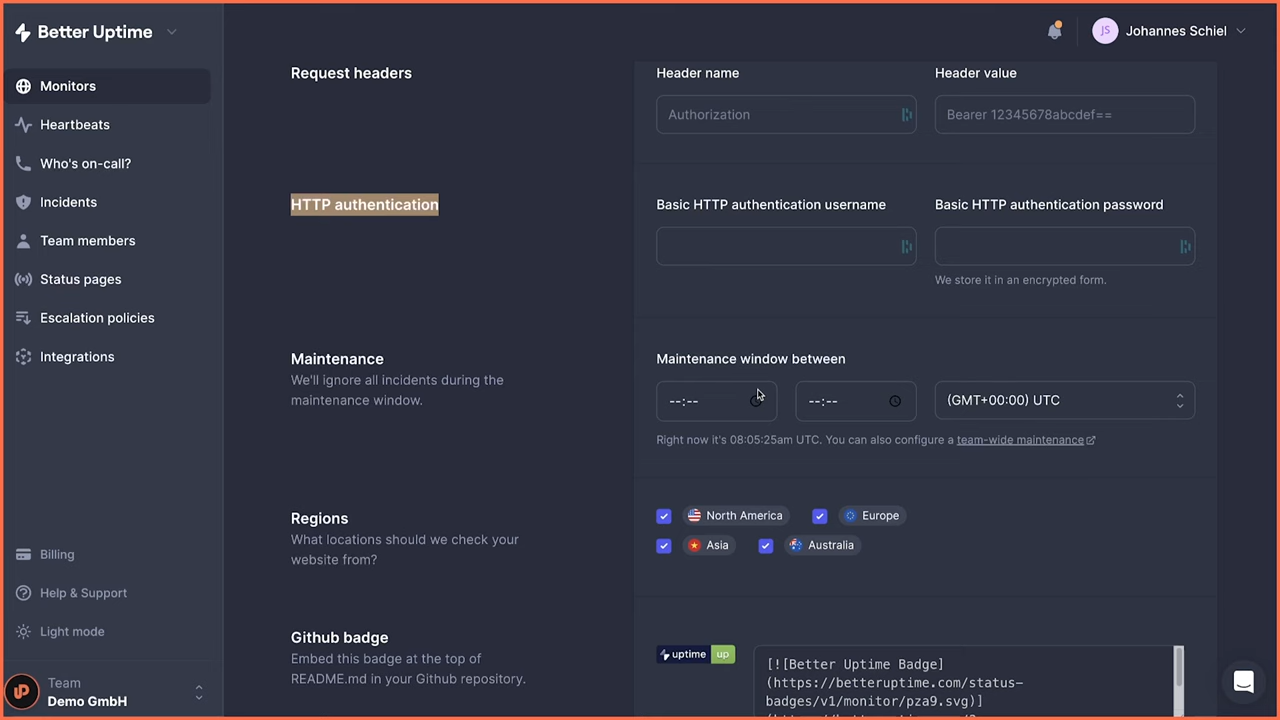 Better Uptime
JS
Johannes Schiel
Monitors
Heartbeats
Who's on-call?
Incidents
Team members
Status pages
Escalation policies
Integrations
Billing
Help & Support
Light mode
Team
Demo GmbH
Request headers
Header name
Header value
Authorization
Bearer 12345678abcdef==
HTTP authentication
Basic HTTP authentication username
Basic HTTP authentication password
We store it in an encrypted form.
Maintenance
We'll ignore all incidents during the
maintenance window.
Maintenance window between
--:--
--:--
(GMT+00:00) UTC
Right now it's 08:05:25am UTC. You can also configure a team-wide maintenance
Regions
What locations should we check your
website from?
North America
Europe
Asia
Australia
Github badge
Embed this badge at the top of
README.md in your Github repository.
uptime up
[![Better Uptime Badge]
(https://betteruptime.com/status-
badges/v1/monitor/pza9.svg)]